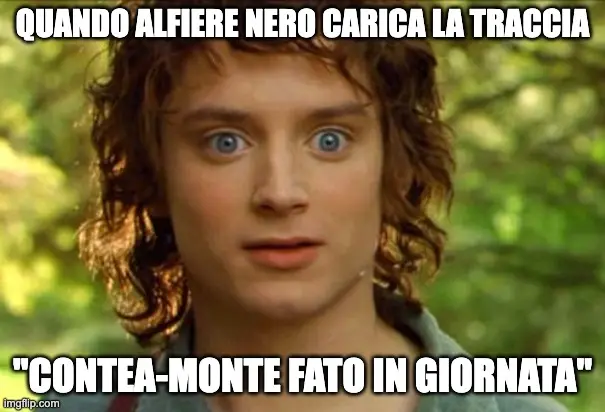 QUANDO ALFIERE NERO CARICA LA TRACCIA
"CONTEA-MONTE FATO IN GIORNATA"
imgflip.com